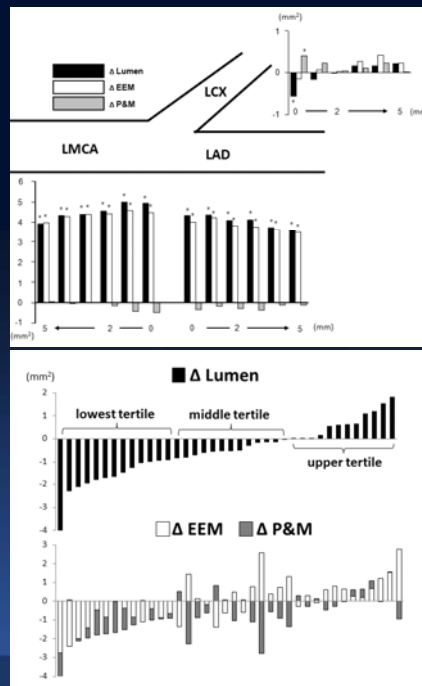 (mm²)
1
0
-1
*
*
0 2 5
Δ Lumen
Δ EEM
Δ P&M
LCX
LMCA
LAD
6
5
4
3
2
1
0
-1
(mm²)
* * * * * * * * * * * *
* * * * * * * * * * * *
5 2 0
0 2 5 (mm)
(mm²)
Δ Lumen
2
1
0
-1
-2
-3
-4
lowest tertile
middle tertile
upper tertile
Δ EEM Δ P&M
3
2
1
0
-1
-2
-3
-4